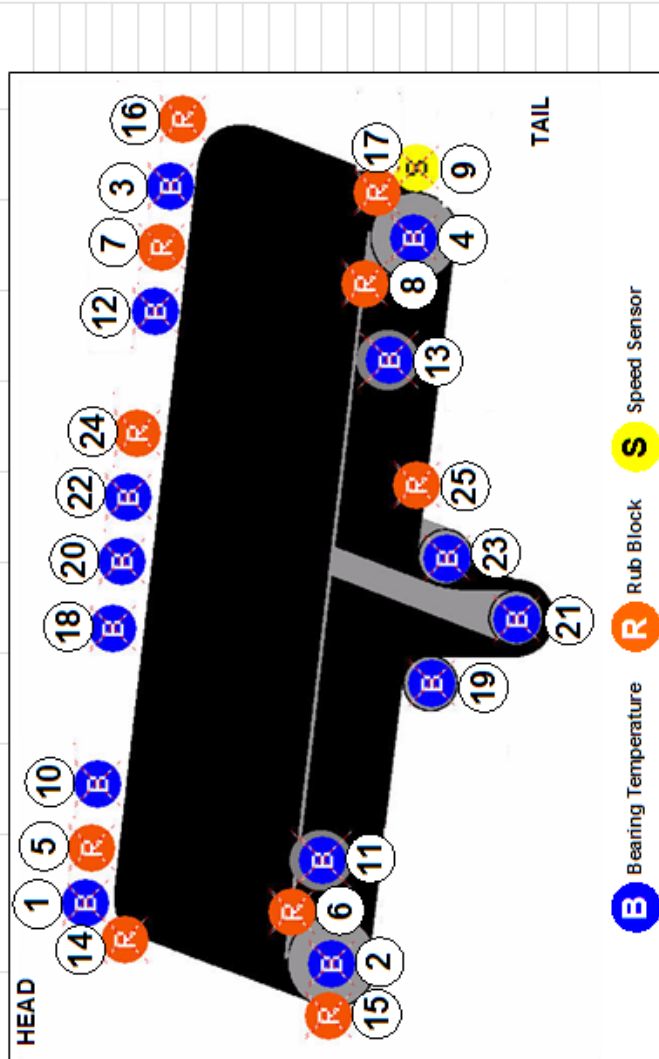 HEAD
14 1 5 10 18 20 22 24 12 7 3 16
R B R B B B B R B R B R
R B R B B B B R B R B R S
15 2 6 11 19 21 23 25 13 8 4 17 9
TAIL
B Bearing Temperature R Rub Block S Speed Sensor